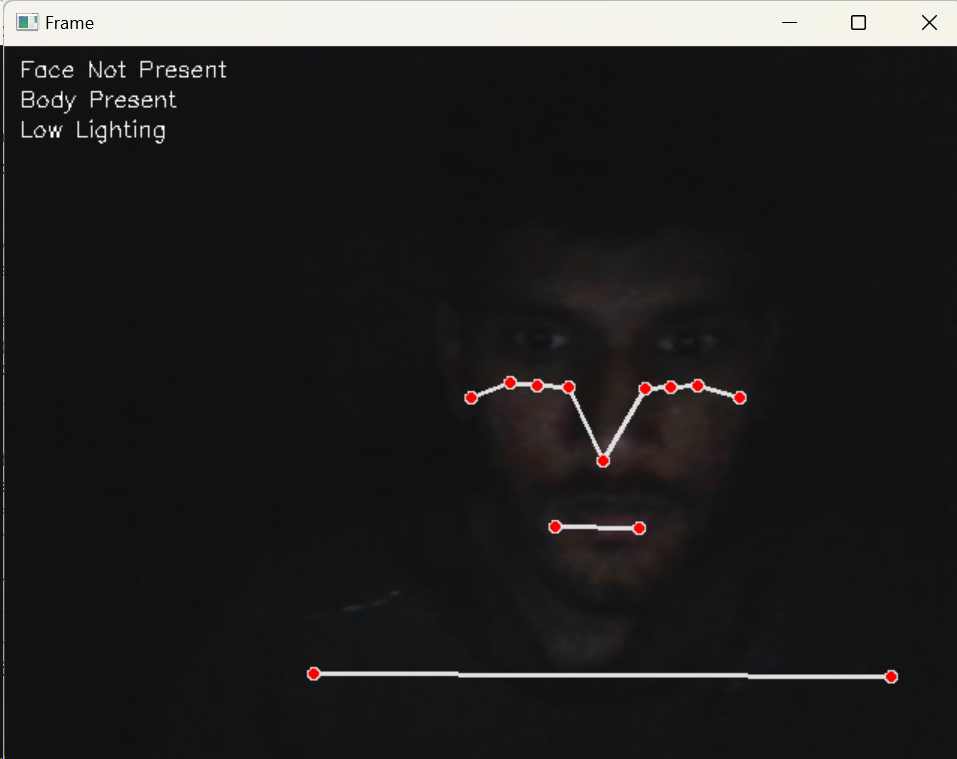 Frame
Face Not Present
Body Present
Low Lighting